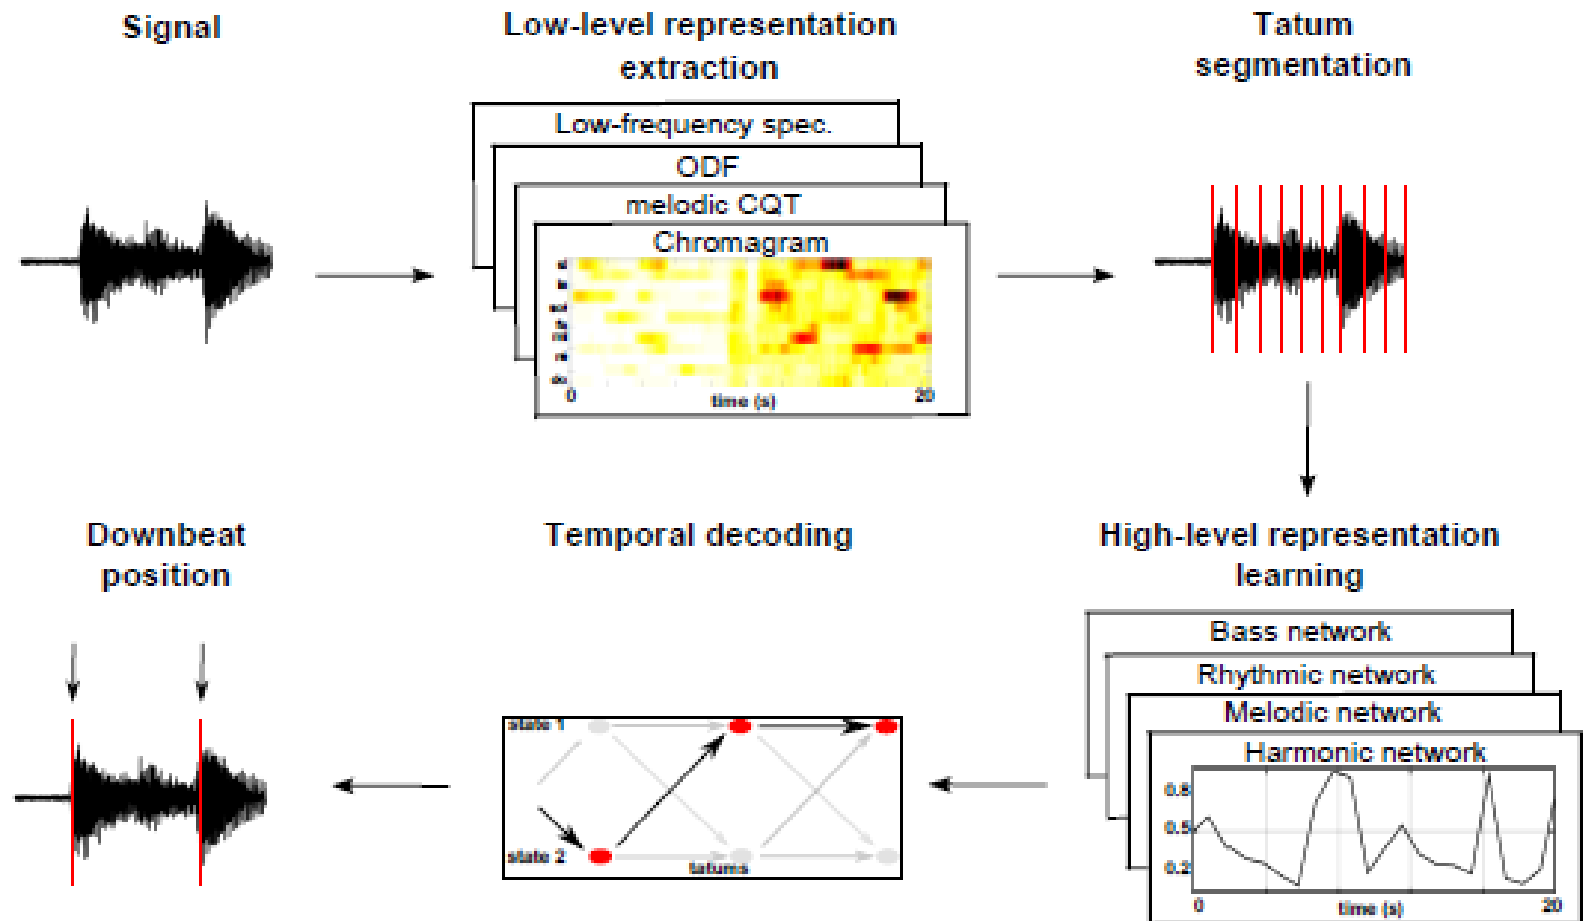 Signal
Low-level representation
extraction
Tatum
segmentation
Low-frequency spec.
ODF
melodic CQT
Chromagram
0
20
time (s)
Downbeat
position
Temporal decoding
High-level representation
learning
Bass network
Rhythmic network
Melodic network
Harmonic network
state 1
state 2
tatums
0.8
0.5
0.2
0
20
time (s)